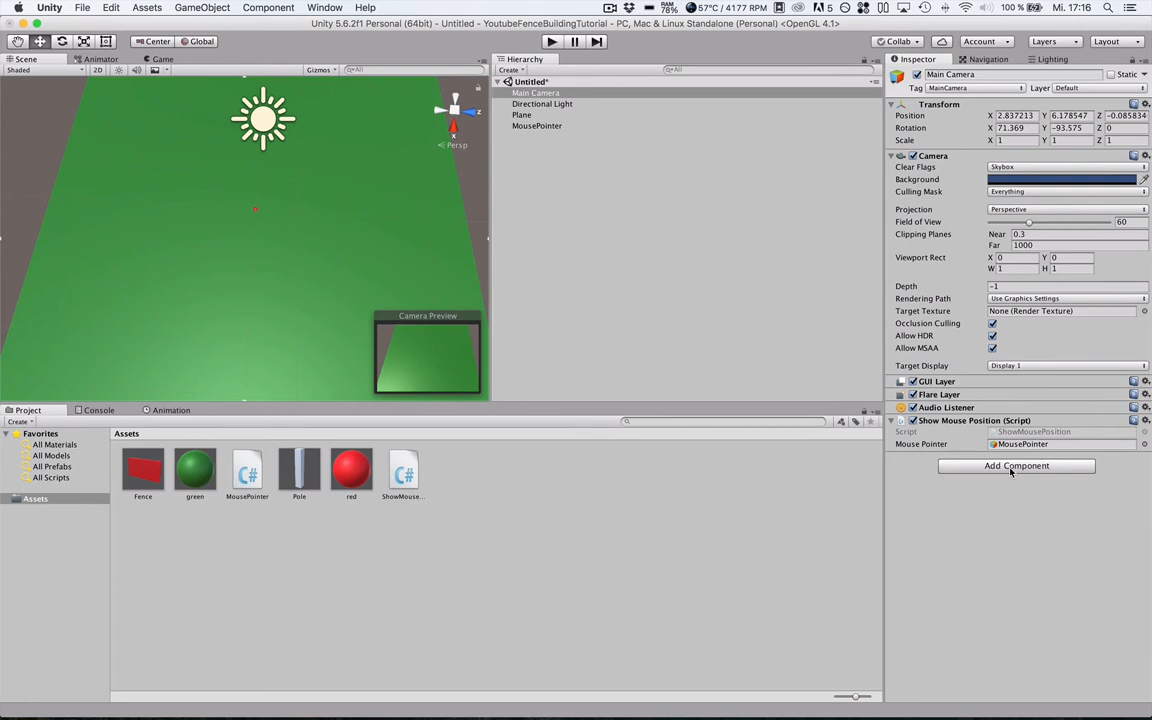 Unity File Edit Assets GameObject Component Window Help RAM 78% 57°C / 4177 RPM 5 100 % Mi. 17:16
Unity 5.6.2f1 Personal (64bit) - Untitled - YoutubeFenceBuildingTutorial - PC, Mac & Linux Standalone (Personal) <OpenGL 4.1>
Center Global Collab Account Layers Layout
Scene Animator Game Hierarchy Inspector Navigation Lighting
Shaded 2D Gizmos All Create All
Main Camera Static
Tag MainCamera Layer Default
Untitled*
Main Camera
Directional Light
Plane
MousePointer
z
x
Persp
Camera Preview
Transform
Position X 2.837213 Y 6.178547 Z -0.085834
Rotation X 71.369 Y -93.575 Z 0
Scale X 1 Y 1 Z 1
Camera
Clear Flags Skybox
Background
Culling Mask Everything
Projection Perspective
Field of View 60
Clipping Planes Near 0.3
Far 1000
Viewport Rect X 0 Y 0
W 1 H 1
Depth -1
Rendering Path Use Graphics Settings
Target Texture None (Render Texture)
Occlusion Culling
Allow HDR
Allow MSAA
Target Display Display 1
GUI Layer
Flare Layer
Audio Listener
Show Mouse Position (Script)
Script ShowMousePosition
Mouse Pointer MousePointer
Add Component
Project Console Animation
Create
Favorites
All Materials
All Models
All Prefabs
All Scripts
Assets
Assets
Fence green MousePointer Pole red ShowMouse...
C# C#